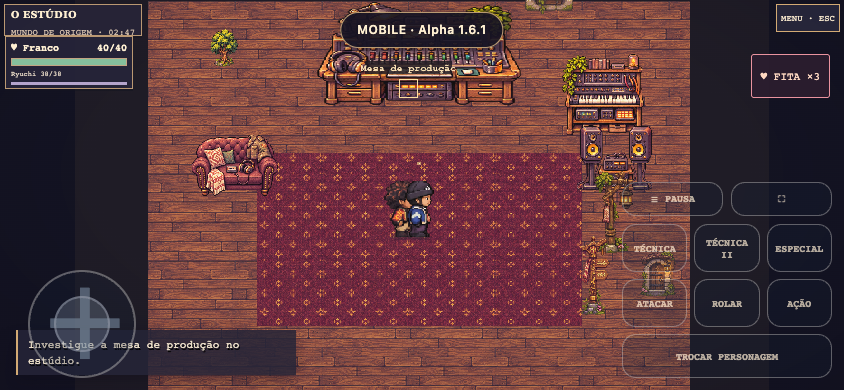 O ESTÚDIO
MUNDO DE ORIGEM · 02:47
♥ Franco 40/40
Ryuchi 38/38
MOBILE · Alpha 1.6.1
Mesa de produção
MENU · ESC
♥ FITA ×3
≡ PAUSA
TÉCNICA
TÉCNICA
II
ESPECIAL
ATACAR
ROLAR
AÇÃO
TROCAR PERSONAGEM
Investigue a mesa de produção no
estúdio.